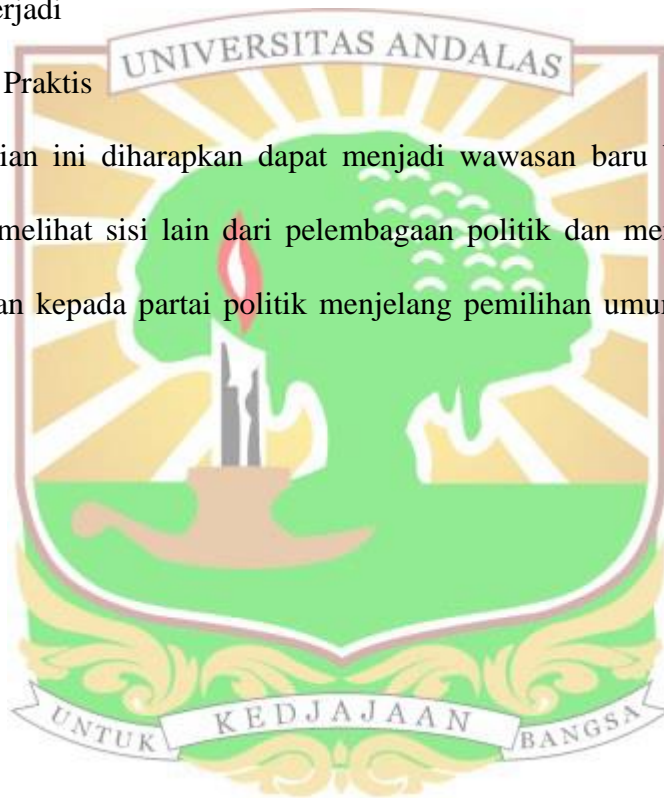 erjadi
UNIVERSITAS ANDALAS
Praktis
ian ini diharapkan dapat menjadi wawasan baru
melihat sisi lain dari pelembagaan politik dan
an kepada partai politik menjelang pemilihan umu
UNTUK KEDJAJAAN BANGSA